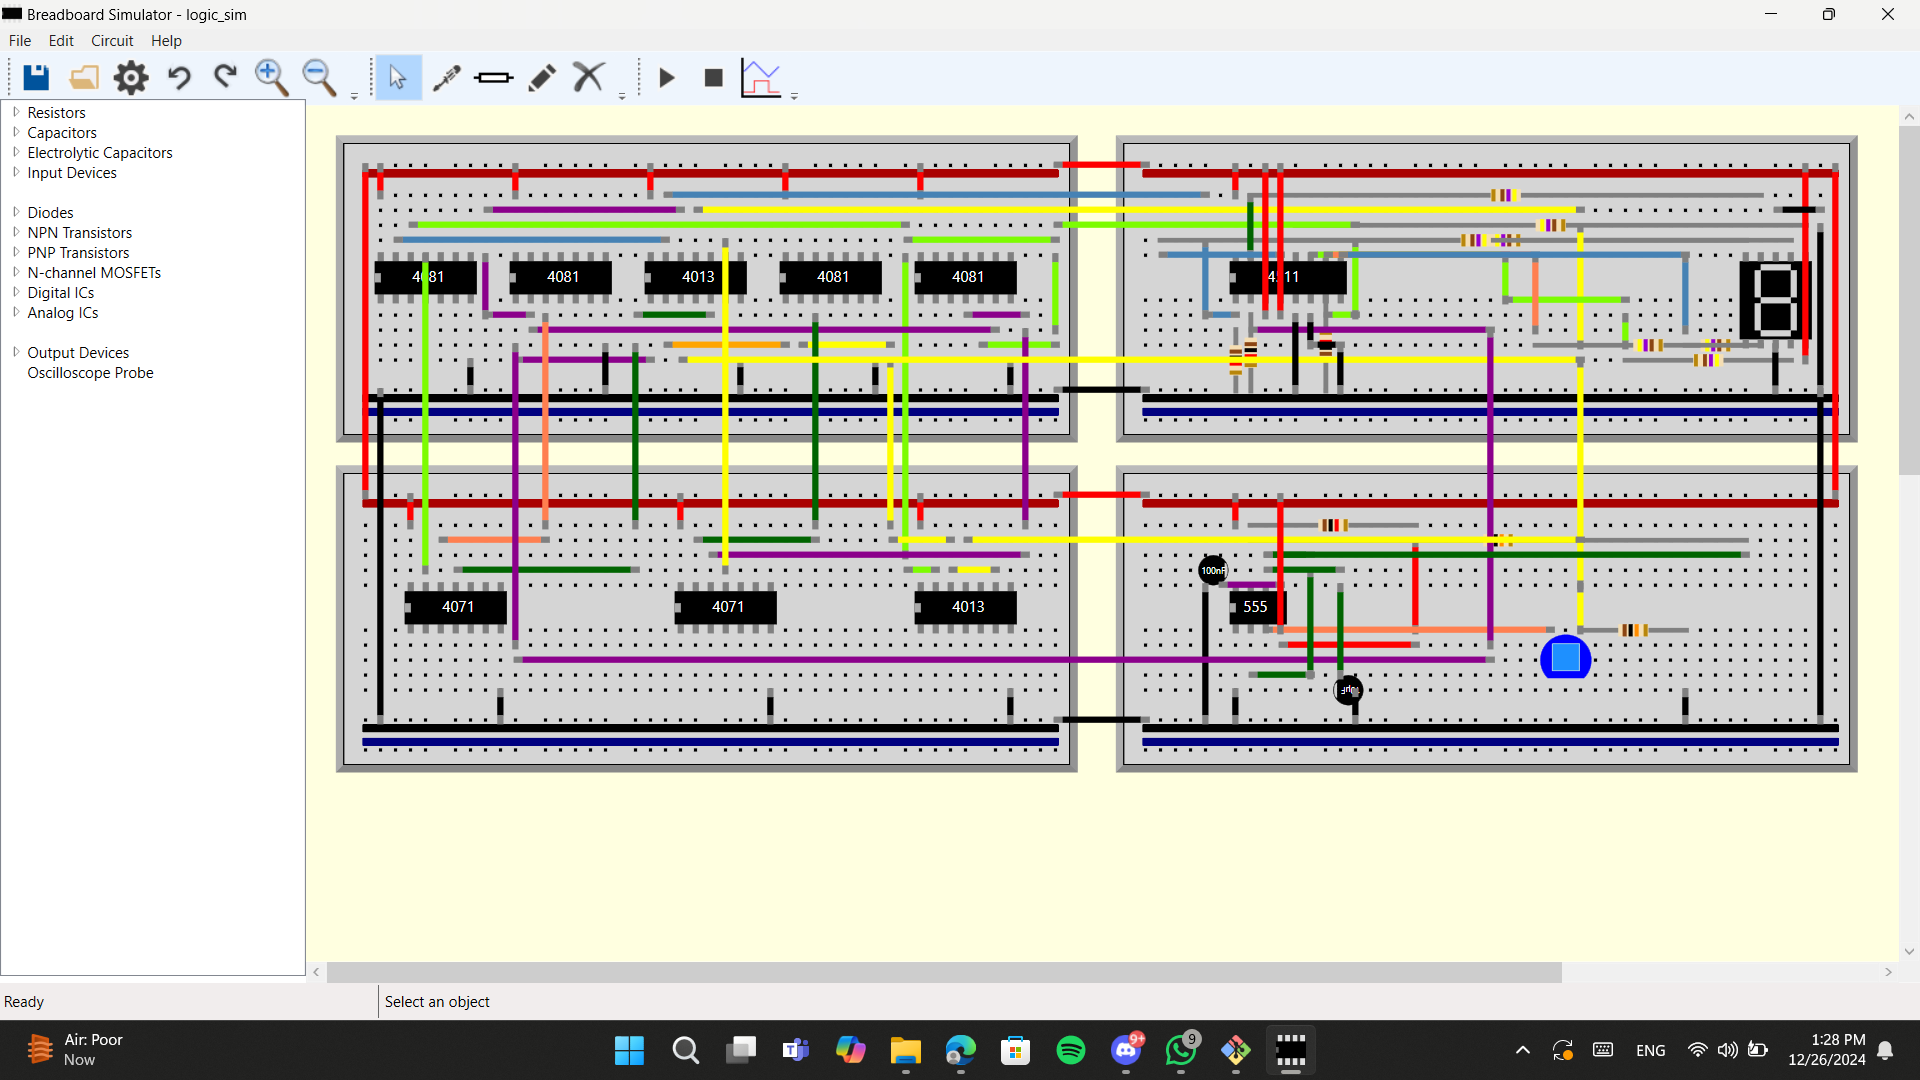 Breadboard Simulator - logic_sim
File Edit Circuit Help
Resistors
Capacitors
Electrolytic Capacitors
Input Devices
Diodes
NPN Transistors
PNP Transistors
N-channel MOSFETs
Digital ICs
Analog ICs
Output Devices
Oscilloscope Probe
4081 4081 4013 4081 4081 4511
100nF
4071 4071 4013 555
Ready Select an object
Air: Poor
Now
9+
9
ENG
1:28 PM
12/26/2024